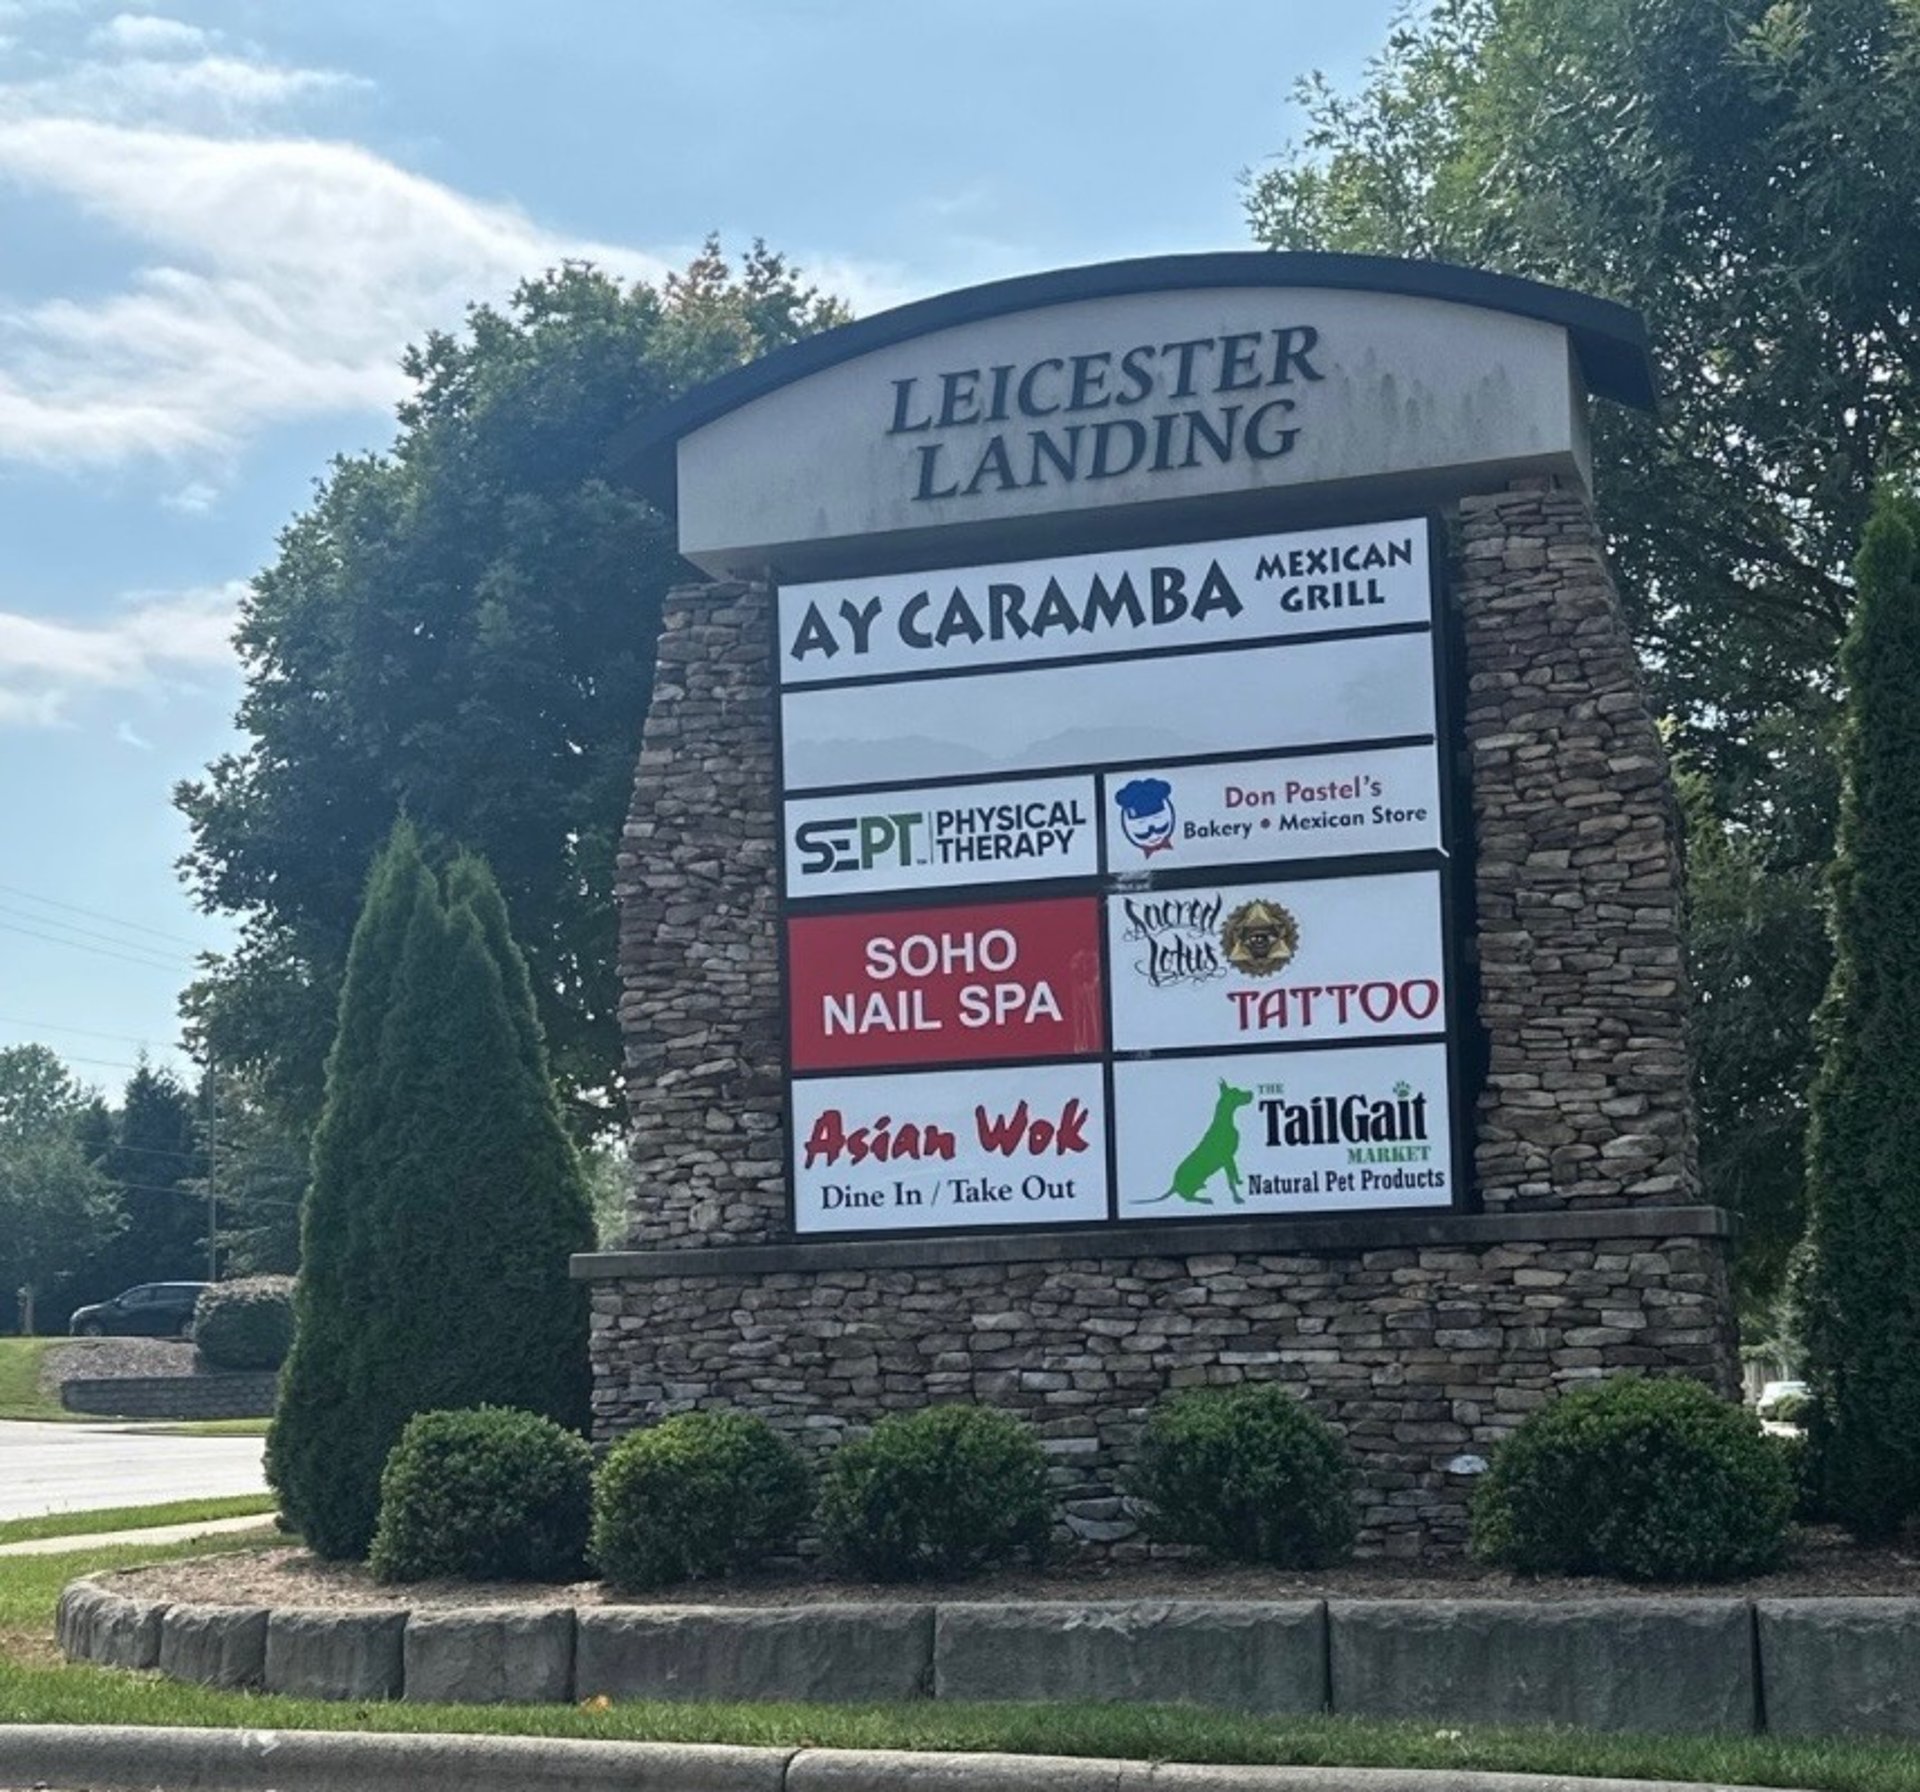 LEICESTER
LANDING
AY CARAMBA MEXICAN
GRILL
SEPT PHYSICAL
THERAPY
Don Pastel's
Bakery • Mexican Store
SOHO
NAIL SPA
Sacred
Lotus
TATTOO
Asian Wok
Dine In / Take Out
THE
TailGait
MARKET
Natural Pet Products